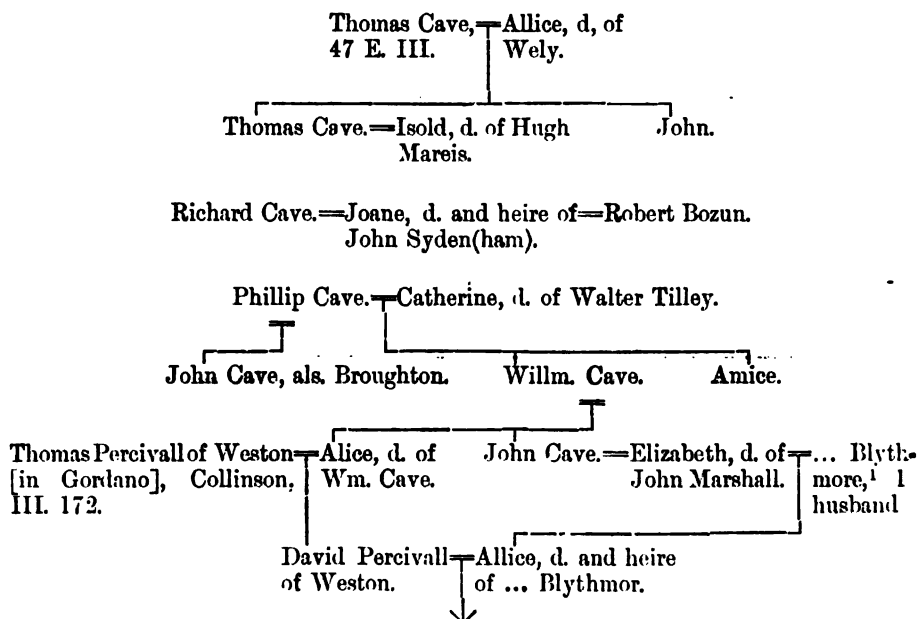 Thomas Cave,═Allice, d, of
47 E. III. Wely.
Thomas Cave.═Isold, d. of Hugh John.
Mareis.
Richard Cave.═Joane, d. and heire of═Robert Bozun.
John Syden(ham).
Phillip Cave.═Catherine, d. of Walter Tilley.
John Cave, als. Broughton. Willm. Cave. Amice.
Thomas Percivall of Weston═Alice, d. of John Cave.═Elizabeth, d. of═... Blyth-
[in Gordano], Collinson, Wm. Cave. John Marshall. more,¹ 1
III. 172. husband
David Percivall═Allice, d. and heire
of Weston. of ... Blythmor.